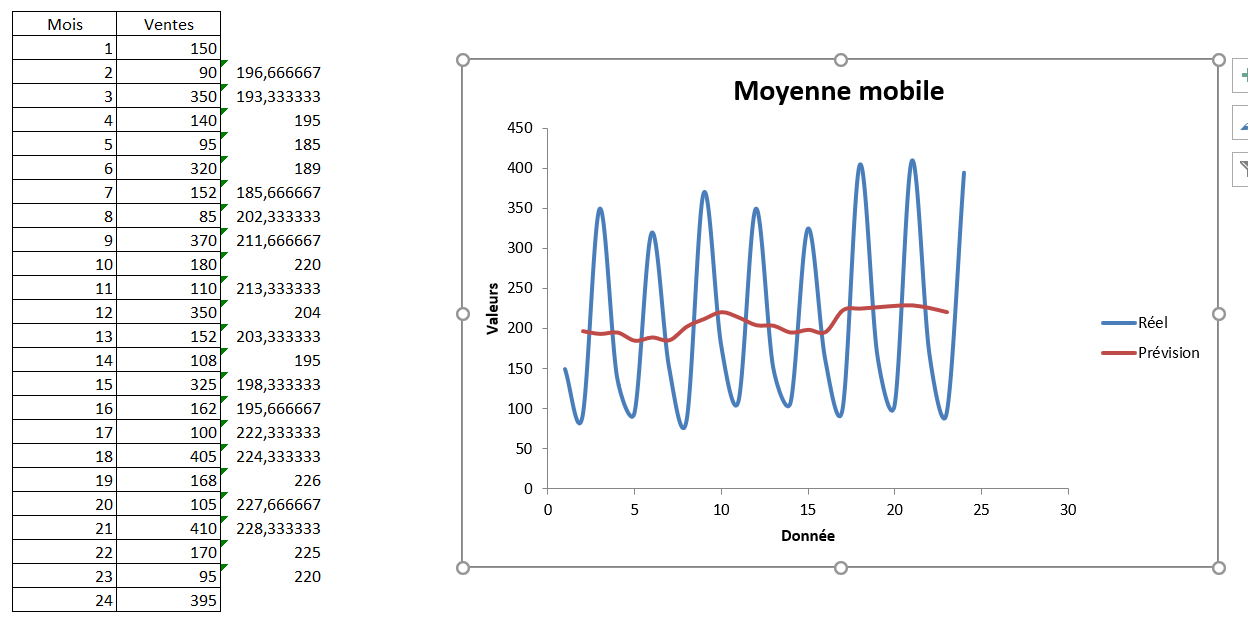 Mois Ventes
1 150
2 90 196,666667
3 350 193,333333
4 140 195
5 95 185
6 320 189
7 152 185,666667
8 85 202,333333
9 370 211,666667
10 180 220
11 110 213,333333
12 350 204
13 152 203,333333
14 108 195
15 325 198,333333
16 162 195,666667
17 100 222,333333
18 405 224,333333
19 168 226
20 105 227,666667
21 410 228,333333
22 170 225
23 95 220
24 395
Moyenne mobile
450
400
350
300
250
200
150
100
50
0
Valeurs
0 5 10 15 20 25 30
Donnée
Réel
Prévision